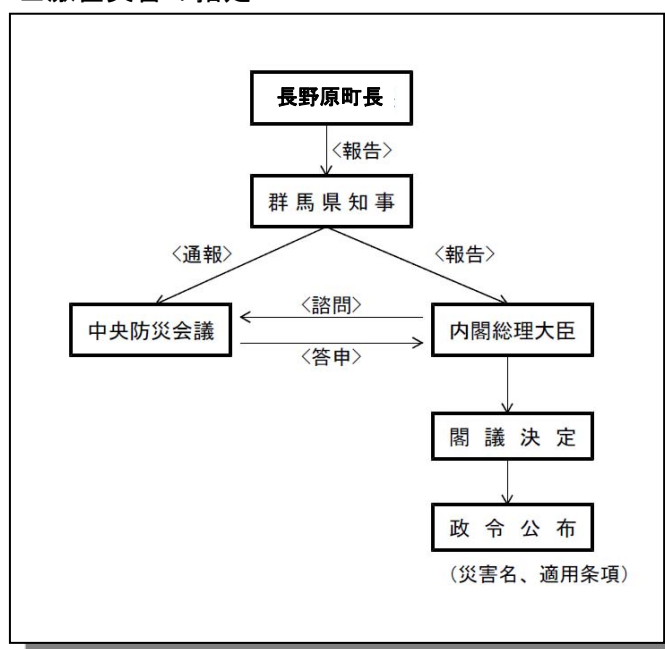 長野原町長
〈報告〉
群馬県知事
〈通報〉
〈報告〉
中央防災会議
〈諮問〉
〈答申〉
内閣総理大臣
閣議決定
政令公布
(災害名、適用条項)